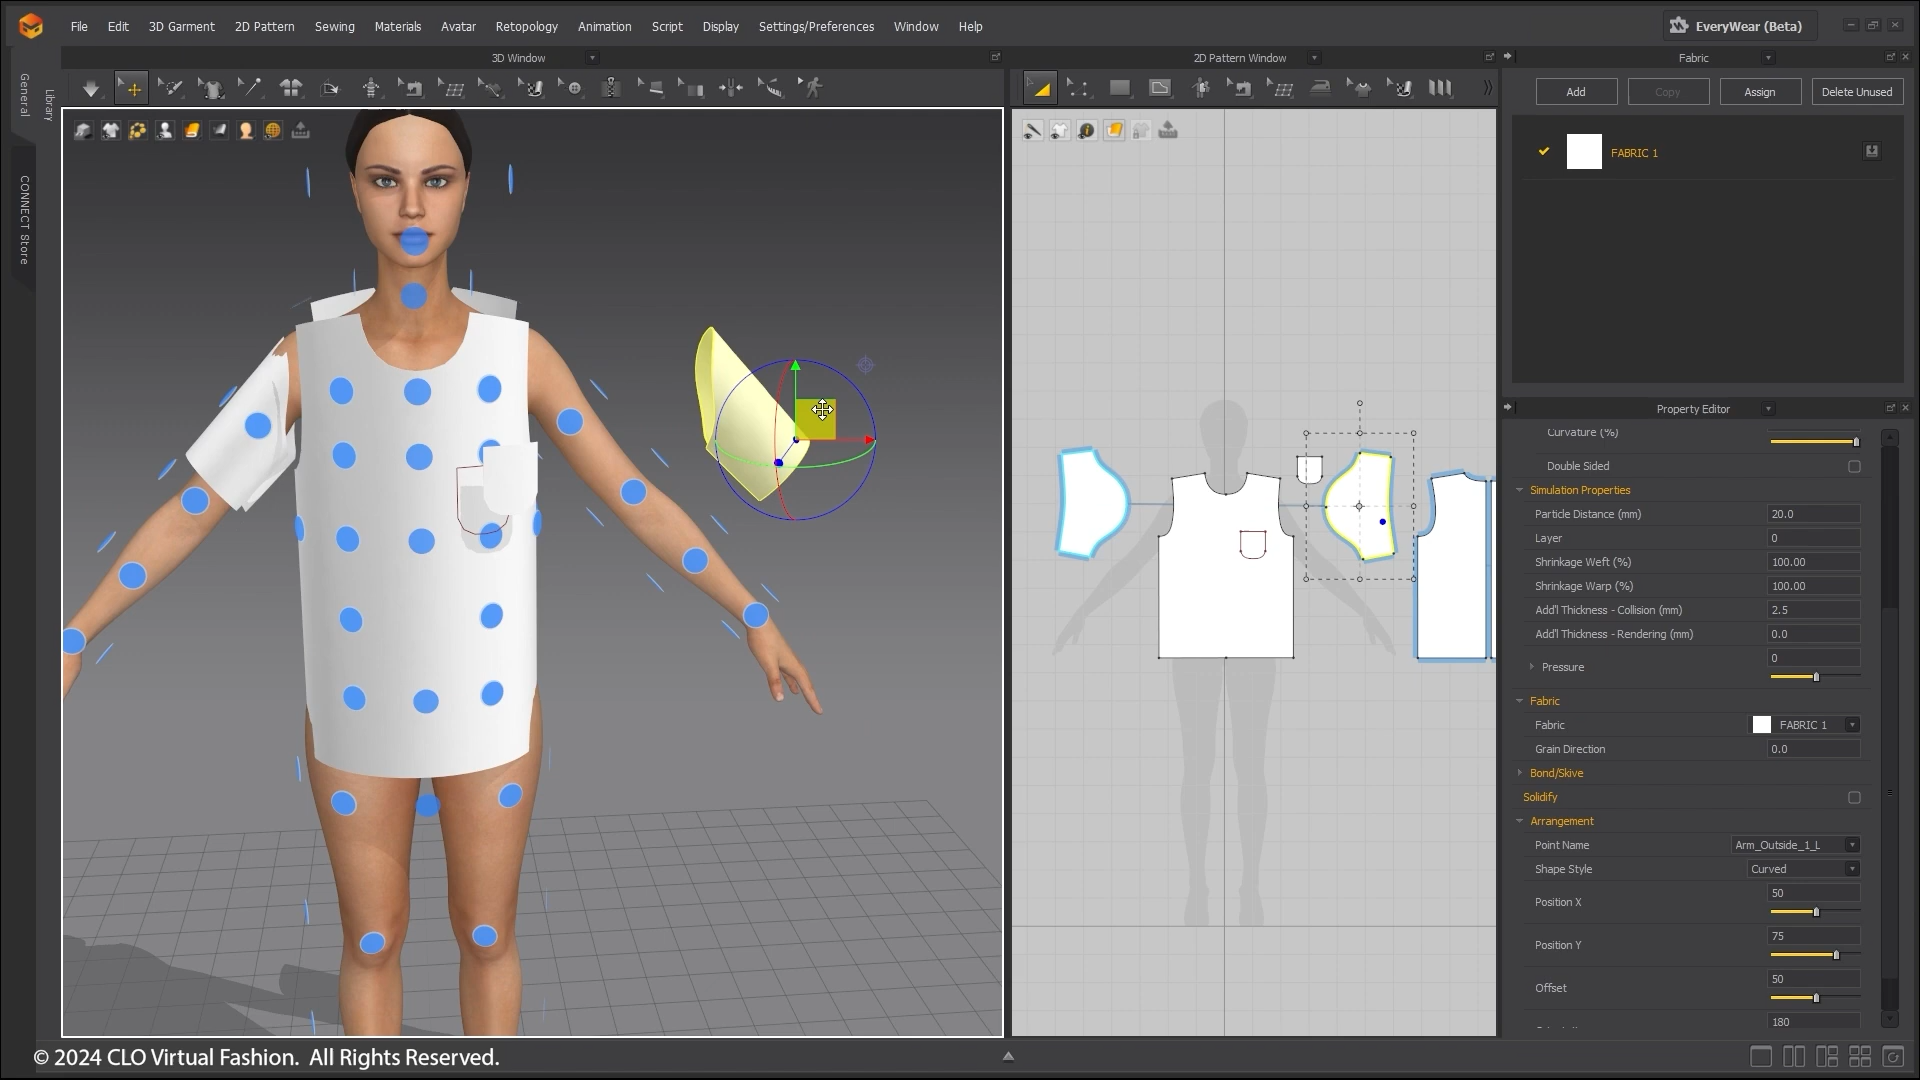 File Edit 3D Garment 2D Pattern Sewing Materials Avatar Retopology Animation Script Display Settings/Preferences Window Help
EveryWear (Beta)
3D Window
2D Pattern Window
Fabric
General
Library
CONNECT Store
Add Copy Assign Delete Unused
FABRIC 1
Property Editor
Curvature (%)
Double Sided
Simulation Properties
Particle Distance (mm) 20.0
Layer 0
Shrinkage Weft (%) 100.00
Shrinkage Warp (%) 100.00
Add'l Thickness - Collision (mm) 2.5
Add'l Thickness - Rendering (mm) 0.0
Pressure 0
Fabric
Fabric FABRIC 1
Grain Direction 0.0
Bond/Skive
Solidify
Arrangement
Point Name Arm_Outside_1_L
Shape Style Curved
Position X 50
Position Y 75
Offset 50
180
© 2024 CLO Virtual Fashion. All Rights Reserved.